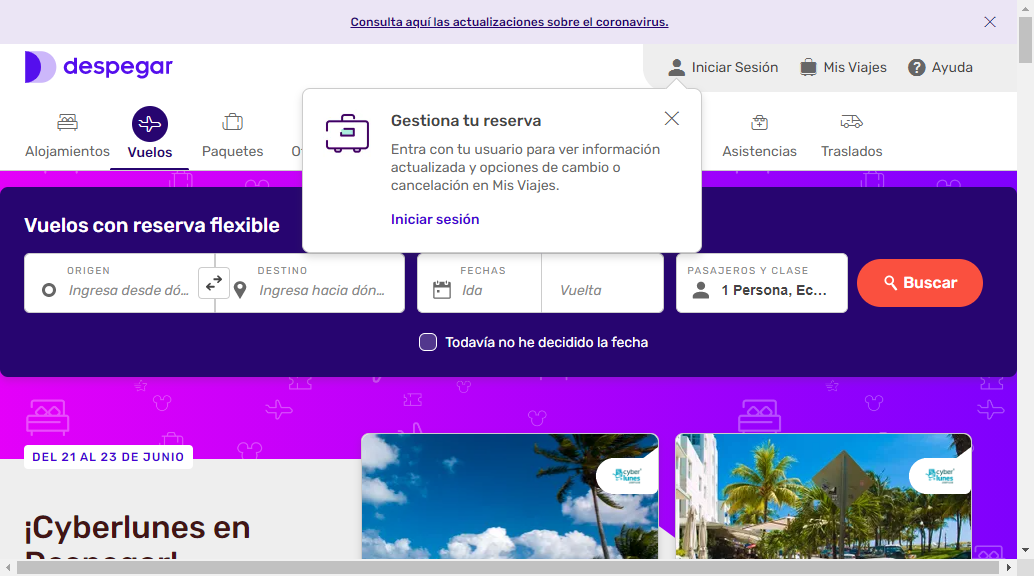 Consulta aquí las actualizaciones sobre el coronavirus.
despegar
Iniciar Sesión
Mis Viajes
Ayuda
Alojamientos
Vuelos
Paquetes
Asistencias
Traslados
Gestiona tu reserva
Entra con tu usuario para ver información
actualizada y opciones de cambio o
cancelación en Mis Viajes.
Iniciar sesión
Vuelos con reserva flexible
ORIGEN
Ingresa desde dó...
DESTINO
Ingresa hacia dón...
FECHAS
Ida
Vuelta
PASAJEROS Y CLASE
1 Persona, Ec...
Buscar
Todavía no he decidido la fecha
DEL 21 AL 23 DE JUNIO
cyber
lunes
cyber
lunes
¡Cyberlunes en
Despegar!